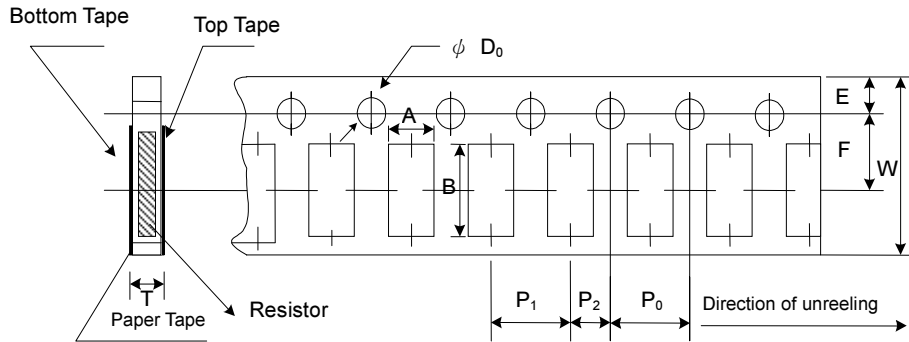 Bottom Tape
Top Tape
ϕ D₀
E
A
F
B
W
T
Paper Tape
Resistor
P₁
P₂
P₀
Direction of unreeling